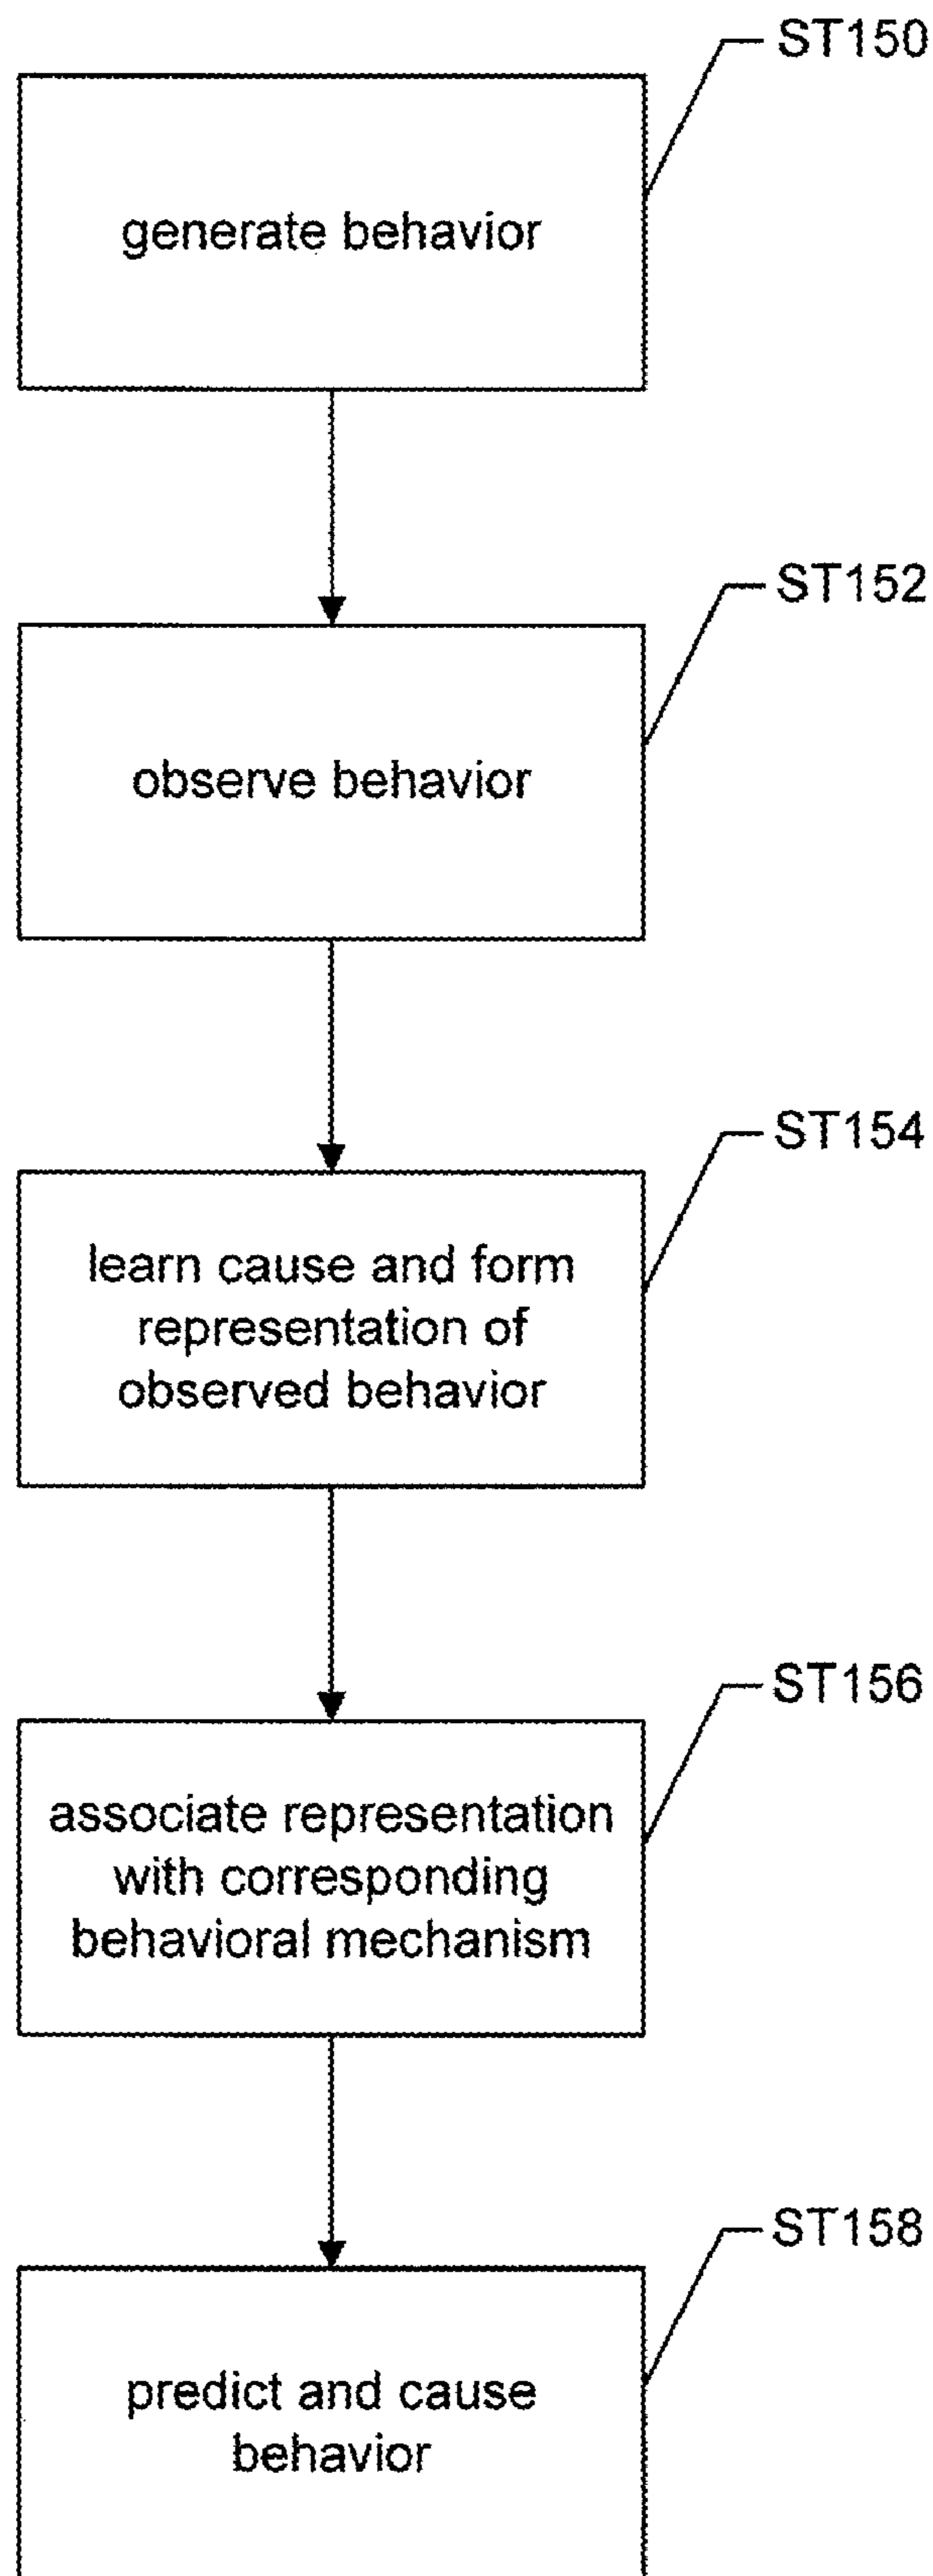 ST150
generate behavior
ST152
observe behavior
ST154
learn cause and form
representation of
observed behavior
ST156
associate representation
with corresponding
behavioral mechanism
ST158
predict and cause
behavior